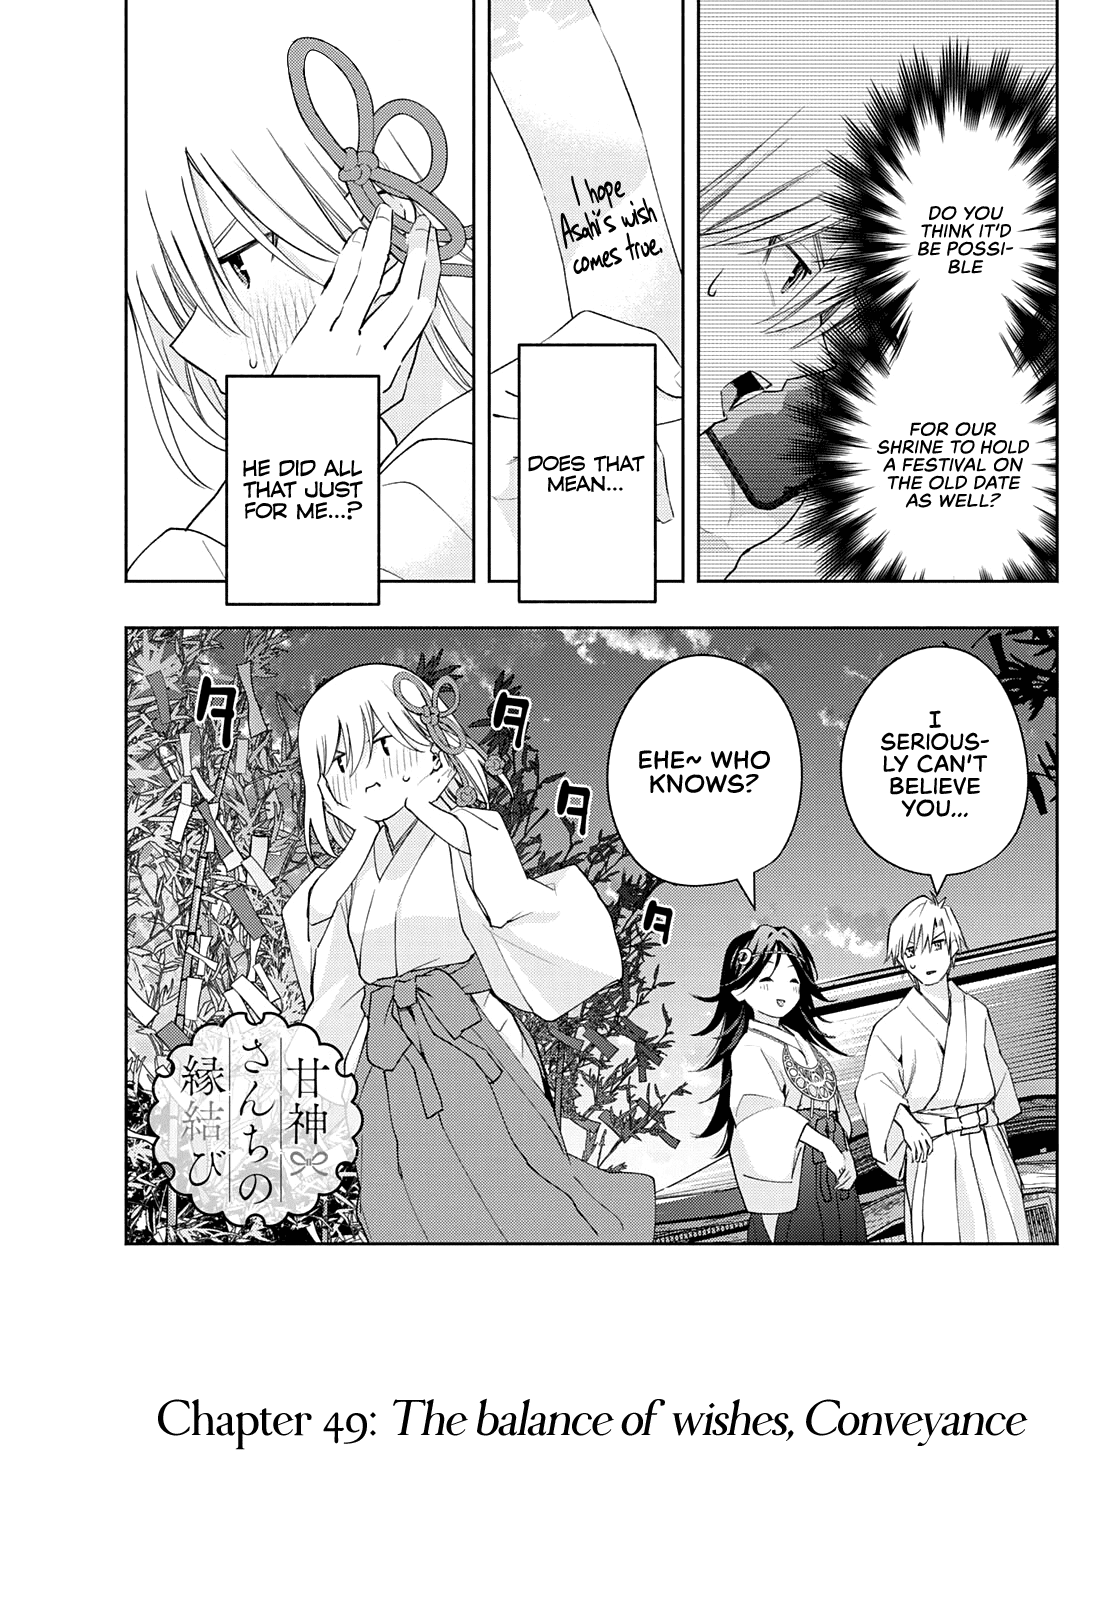 DO YOU
THINK IT'D
BE POSSI-
BLE
FOR OUR
SHRINE TO HOLD
A FESTIVAL ON
THE OLD DATE
AS WELL?
I hope
Asahi's wish
comes true.
DOES THAT
MEAN...
HE DID ALL
THAT JUST
FOR ME...?
I
SERIOUS-
LY CAN'T
BELIEVE
YOU...
EHE~ WHO
KNOWS?
タ
タ
タ
タ
甘神
さんちの
縁結び
Chapter 49: The balance of wishes, Conveyance